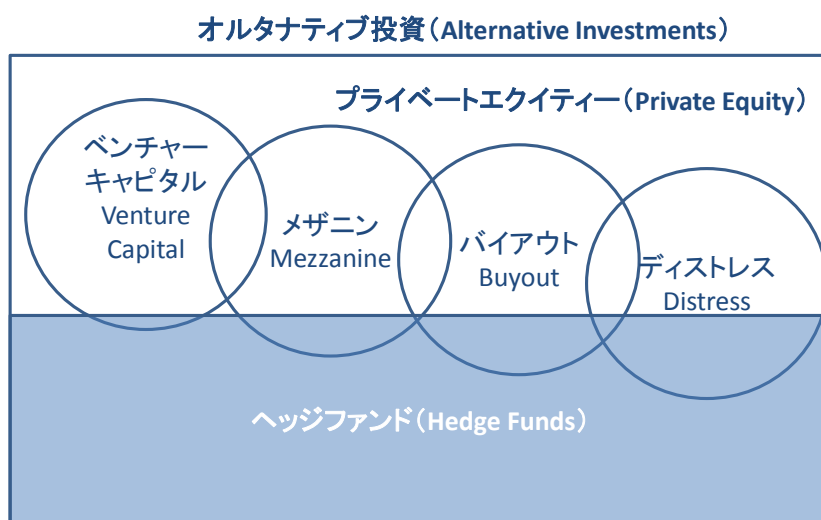 オルタナティブ投資（Alternative Investments）
プライベートエクイティー（Private Equity）
ベンチャー
キャピタル
Venture
Capital
メザニン
Mezzanine
バイアウト
Buyout
ディストレス
Distress
ヘッジファンド（Hedge Funds）